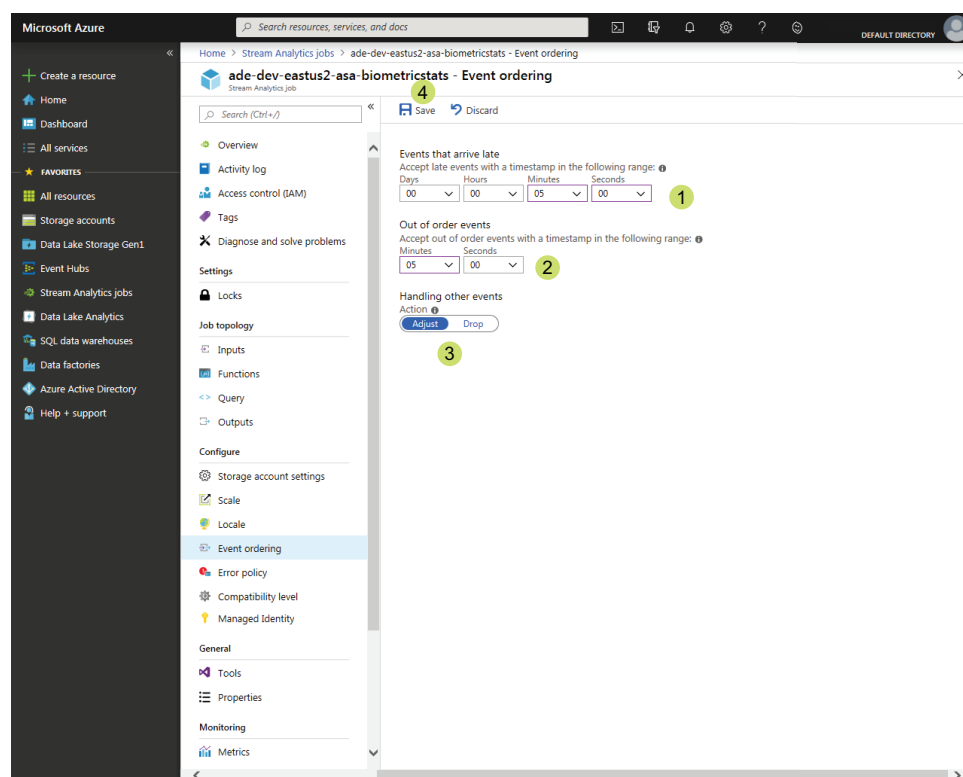 Microsoft Azure
Search resources, services, and docs
DEFAULT DIRECTORY
Create a resource
Home
Dashboard
All services
FAVORITES
All resources
Storage accounts
Data Lake Storage Gen1
Event Hubs
Stream Analytics jobs
Data Lake Analytics
SQL data warehouses
Data factories
Azure Active Directory
Help + support
Home > Stream Analytics jobs > ade-dev-eastus2-asa-biometricstats - Event ordering
ade-dev-eastus2-asa-biometricstats - Event ordering
Stream Analytics job
Search (Ctrl+/)
Overview
Activity log
Access control (IAM)
Tags
Diagnose and solve problems
Settings
Locks
Job topology
Inputs
Functions
Query
Outputs
Configure
Storage account settings
Scale
Locale
Event ordering
Error policy
Compatibility level
Managed Identity
General
Tools
Properties
Monitoring
Metrics
4
Save Discard
Events that arrive late
Accept late events with a timestamp in the following range:
Days Hours Minutes Seconds
00 00 05 00
1
Out of order events
Accept out of order events with a timestamp in the following range:
Minutes Seconds
05 00
2
Handling other events
Action
Adjust Drop
3